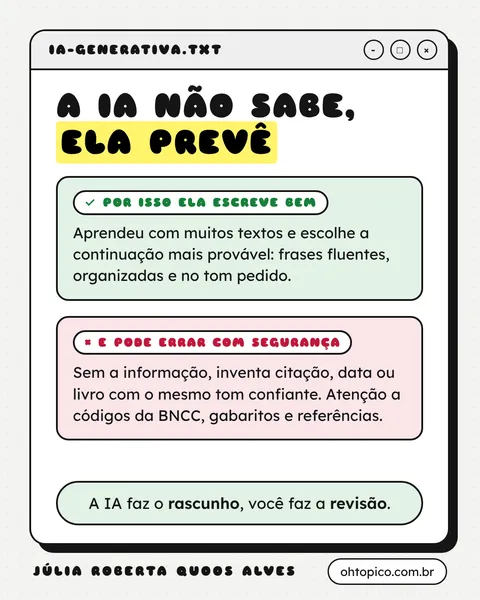 IA-GENERATIVA.TXT
A IA NÃO SABE,
ELA PREVÊ
✓ POR ISSO ELA ESCREVE BEM
Aprendeu com muitos textos e escolhe a
continuação mais provável: frases fluentes,
organizadas e no tom pedido.
× E PODE ERRAR COM SEGURANÇA
Sem a informação, inventa citação, data ou
livro com o mesmo tom confiante. Atenção a
códigos da BNCC, gabaritos e referências.
A IA faz o rascunho, você faz a revisão.
JÚLIA ROBERTA QUOOS ALVES
ohtopico.com.br